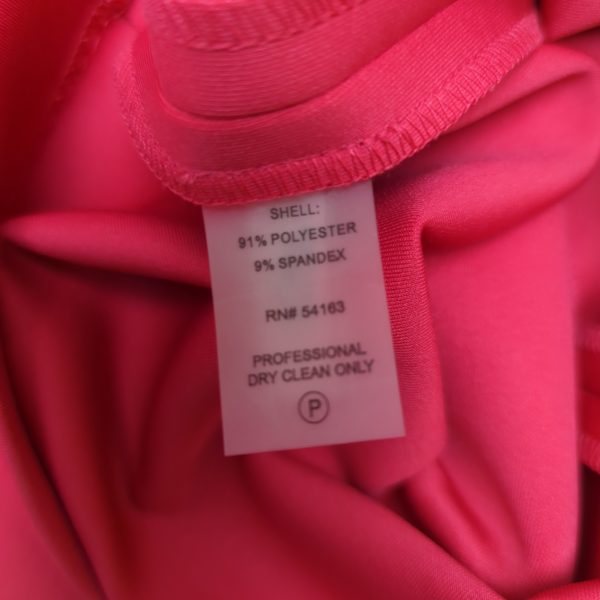 SHELL:
91% POLYESTER
9% SPANDEX
RN# 54163
PROFESSIONAL
DRY CLEAN ONLY
P